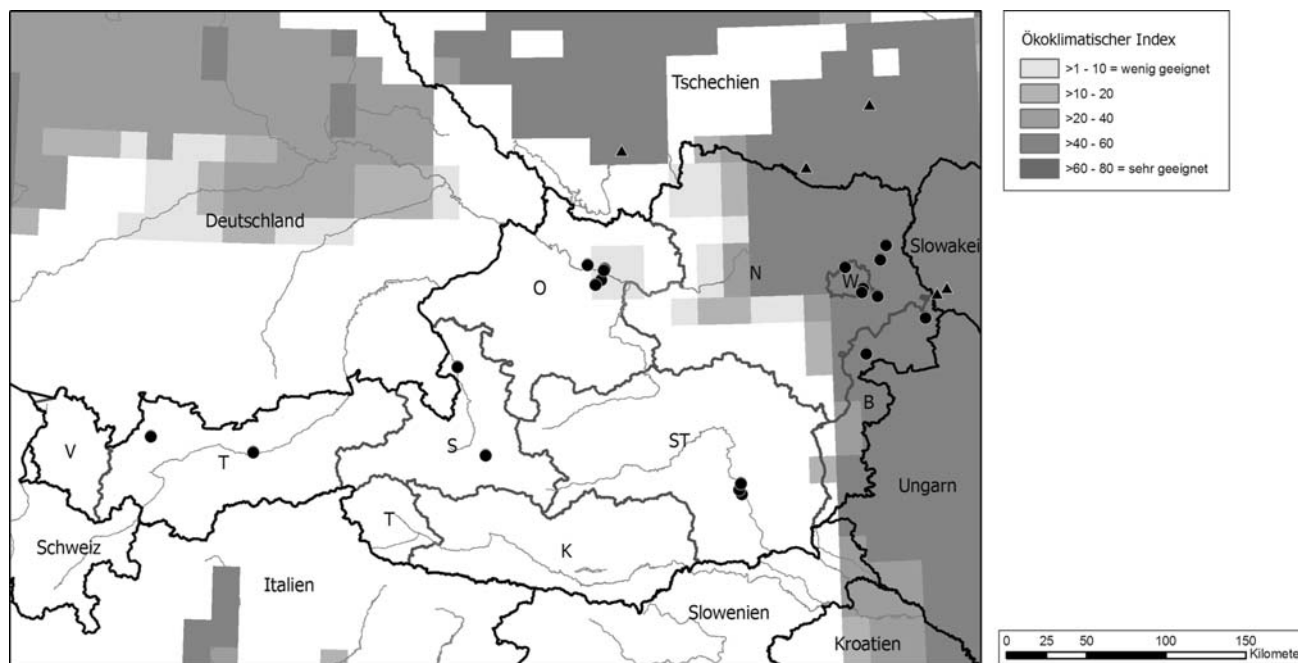 Tschechien
Deutschland
Slowakei
N
W
O
B
ST
V
T
S
Ungarn
Schweiz
T
K
Italien
Slowenien
Kroatien
Ökoklimatischer Index
>1 - 10 = wenig geeignet
>10 - 20
>20 - 40
>40 - 60
>60 - 80 = sehr geeignet
0 25 50 100 150
Kilomete